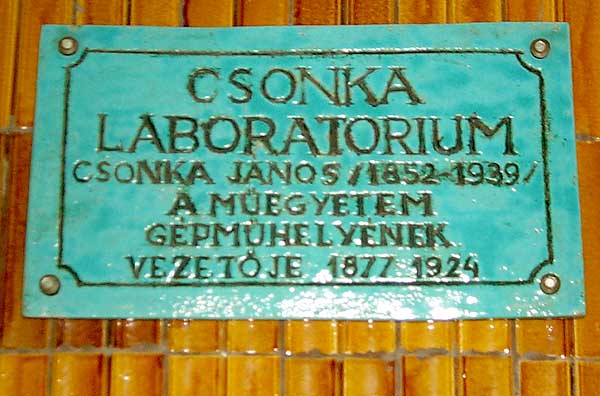 CSONKA
LABORATORIUM
CSONKA JÁNOS /1852-1939/
A MŰEGYETEM
GÉPMŰHELYÉNEK
VEZETŐJE 1877-1924